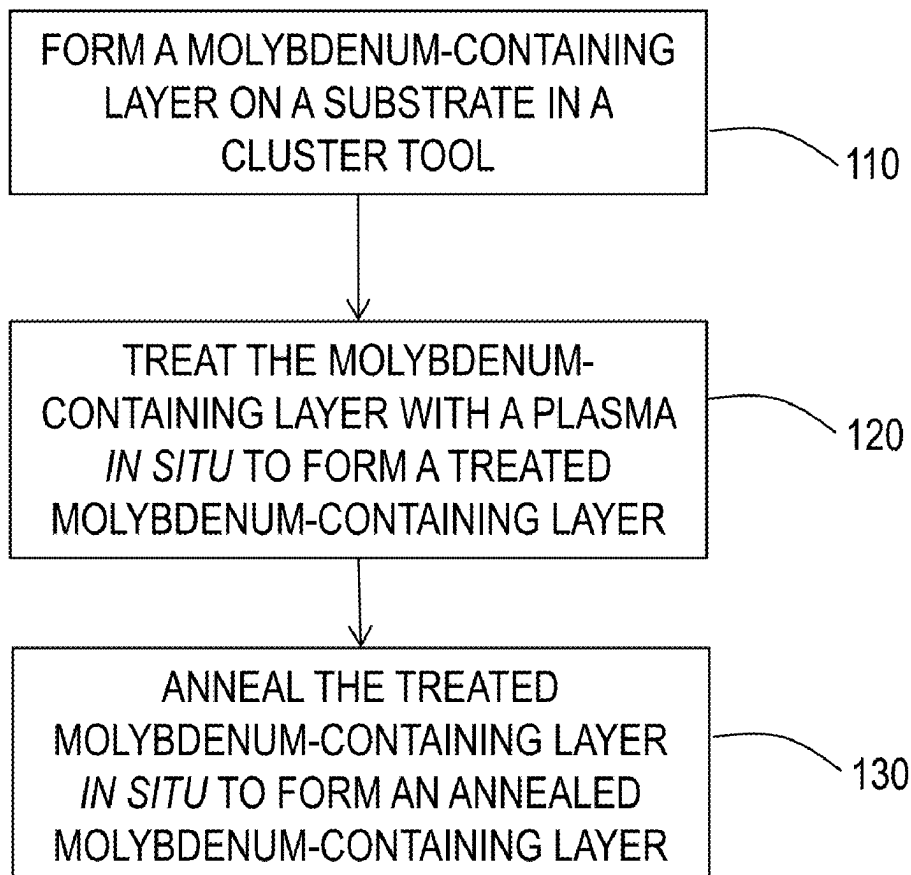 FORM A MOLYBDENUM-CONTAINING
LAYER ON A SUBSTRATE IN A
CLUSTER TOOL
110
TREAT THE MOLYBDENUM-
CONTAINING LAYER WITH A PLASMA
IN SITU TO FORM A TREATED
MOLYBDENUM-CONTAINING LAYER
120
ANNEAL THE TREATED
MOLYBDENUM-CONTAINING LAYER
IN SITU TO FORM AN ANNEALED
MOLYBDENUM-CONTAINING LAYER
130